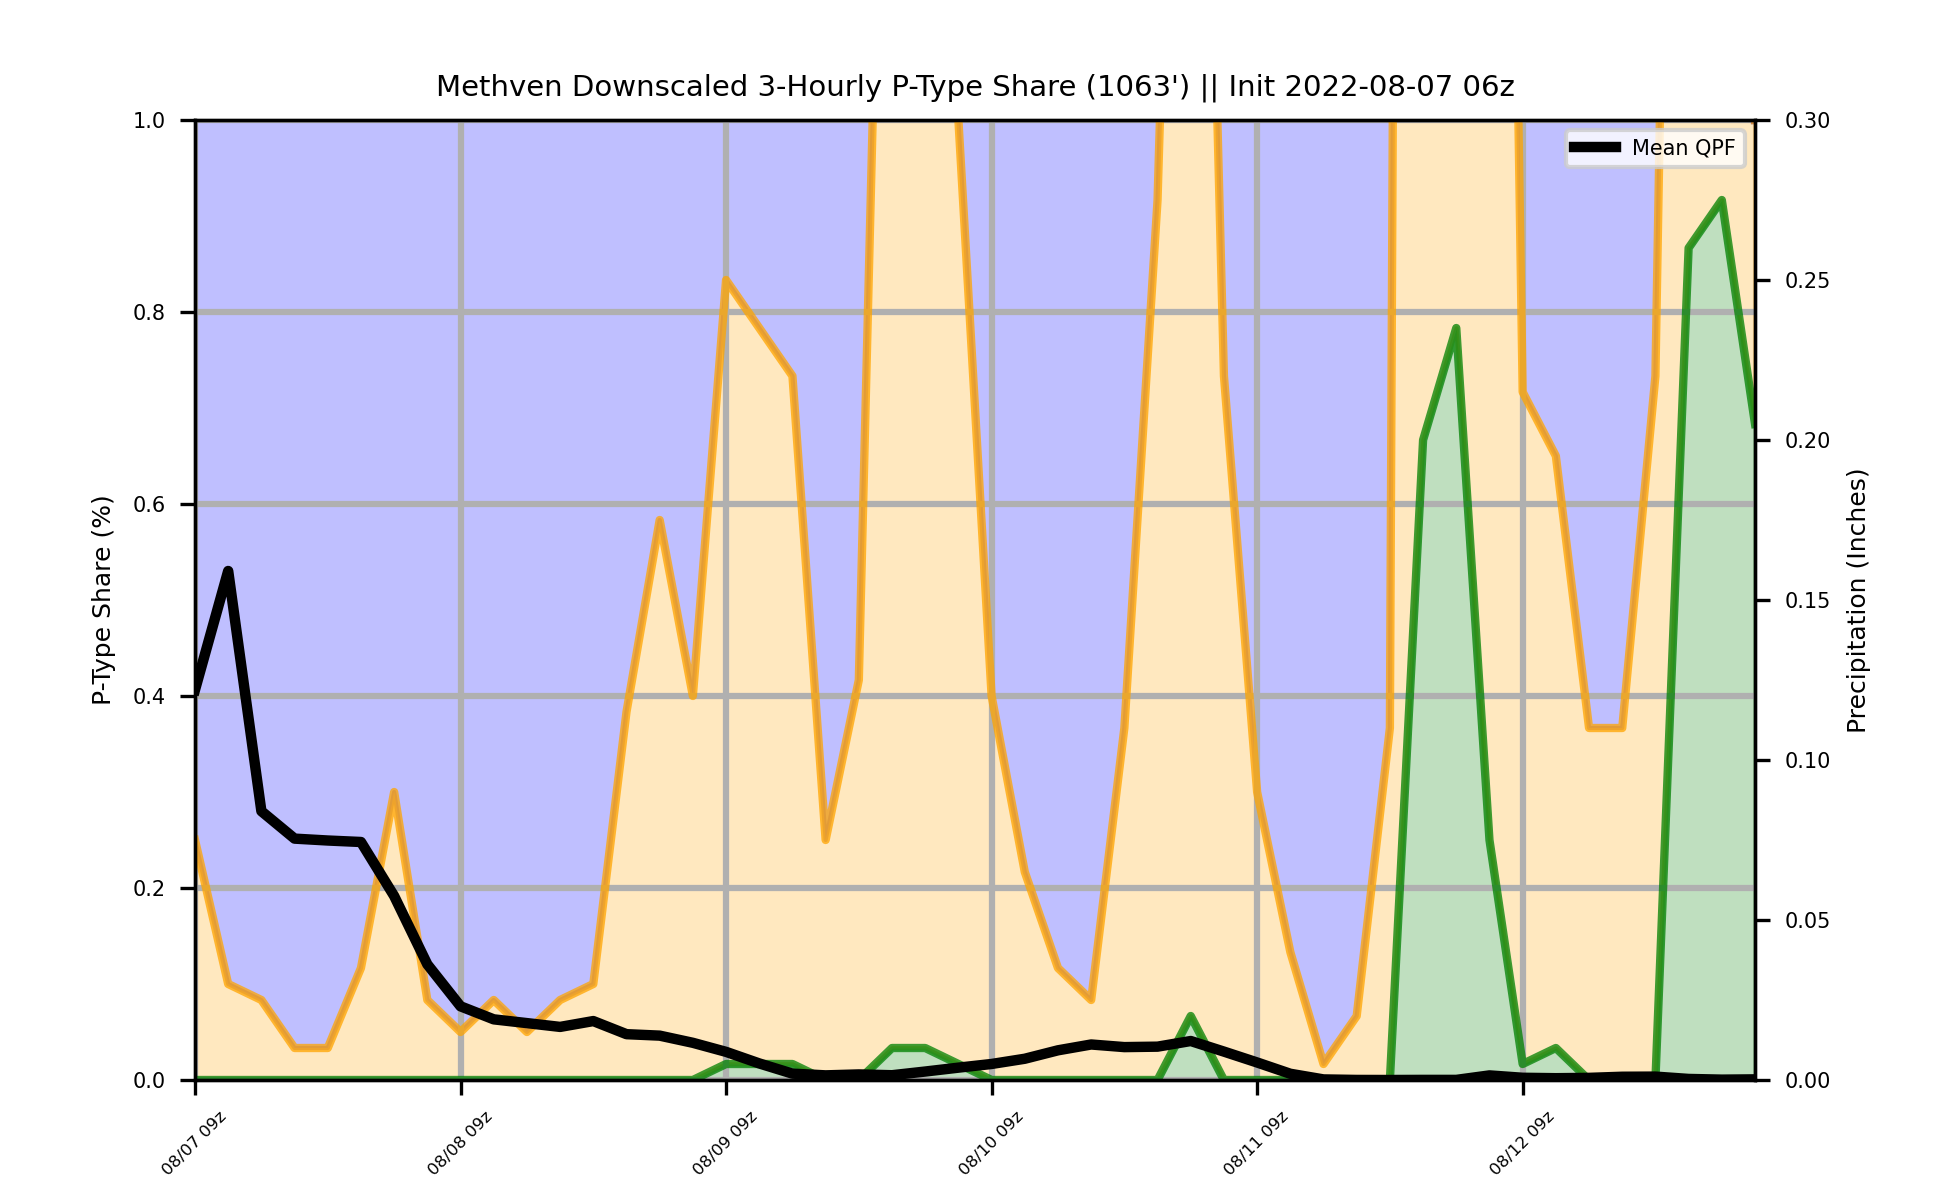 Methven Downscaled 3-Hourly P-Type Share (1063') || Init 2022-08-07 06z
Mean QPF
P-Type Share (%)
1.0
0.8
0.6
0.4
0.2
0.0
0.30
0.25
0.20
0.15
0.10
0.05
0.00
Precipitation (Inches)
08/07 09z
08/08 09z
08/09 09z
08/10 09z
08/11 09z
08/12 09z